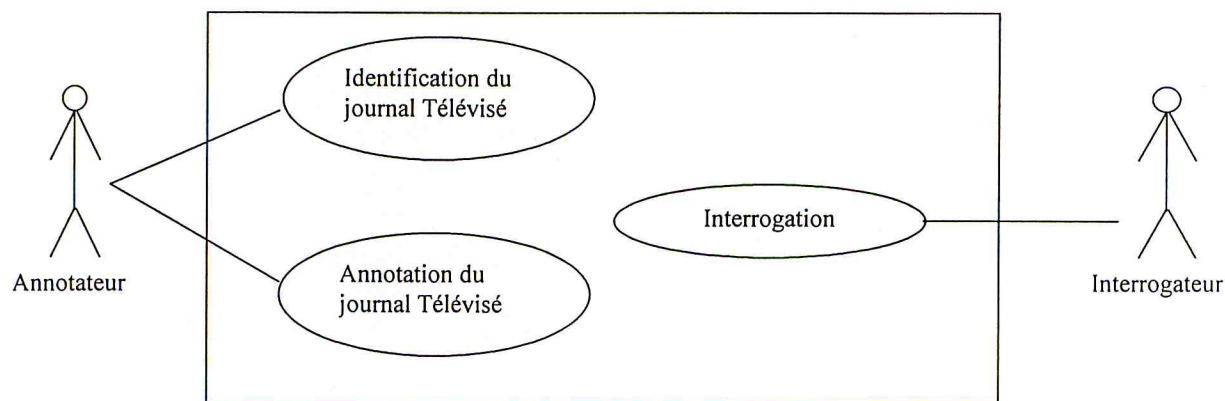 Identification du
journal Télévisé
Interrogation
Annotation du
journal Télévisé
Annotateur
Interrogateur